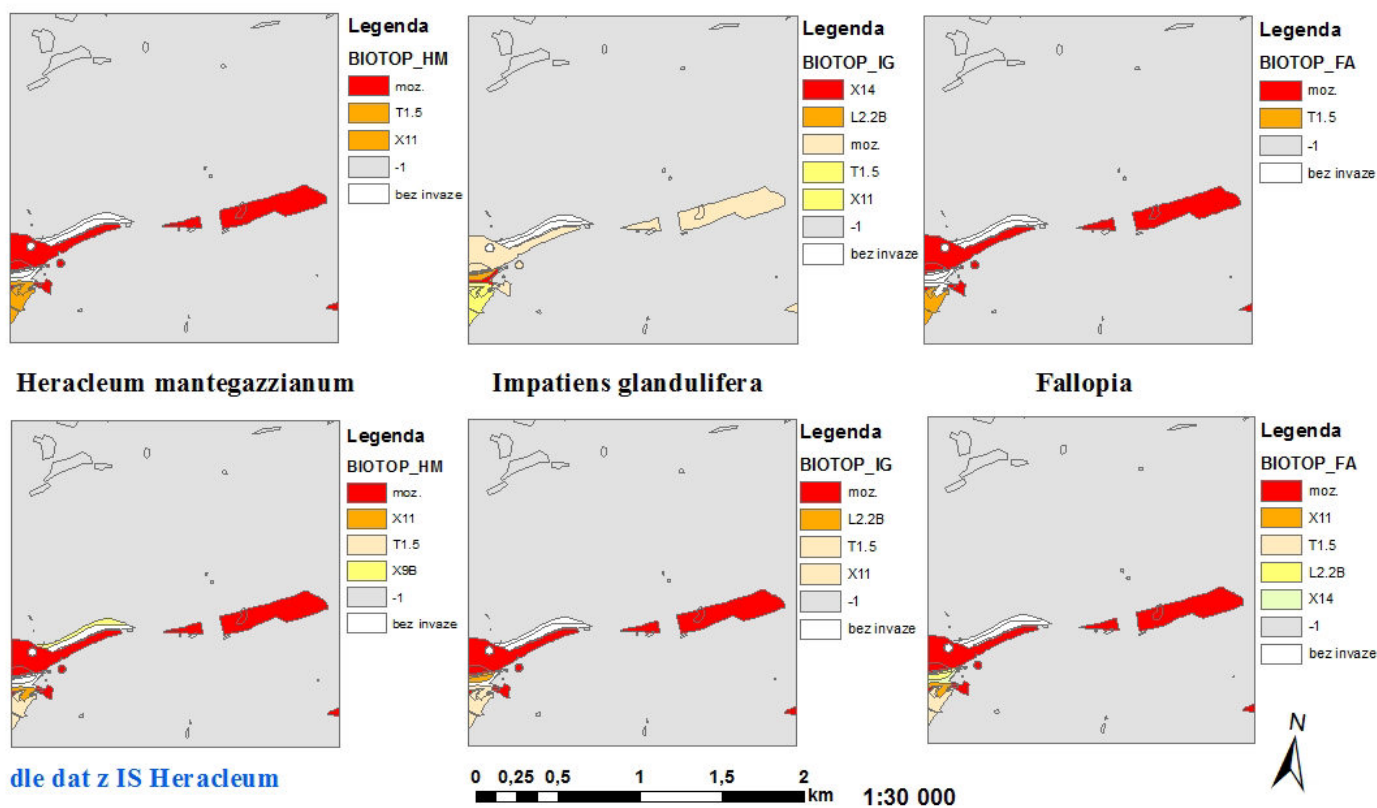 Legenda
BIOTOP_HM
moz.
T1.5
X11
-1
bez invaze
Legenda
BIOTOP_IG
X14
L2.2B
moz.
T1.5
X11
-1
bez invaze
Legenda
BIOTOP_FA
moz.
T1.5
-1
bez invaze
Heracleum mantegazzianum
Impatiens glandulifera
Fallopia
Legenda
BIOTOP_HM
moz.
X11
T1.5
X9B
-1
bez invaze
Legenda
BIOTOP_IG
moz.
L2.2B
T1.5
X11
-1
bez invaze
Legenda
BIOTOP_FA
moz.
X11
T1.5
L2.2B
X14
-1
bez invaze
dle dat z IS Heracleum
0 0,25 0,5 1 1,5 2
km
1:30 000
N